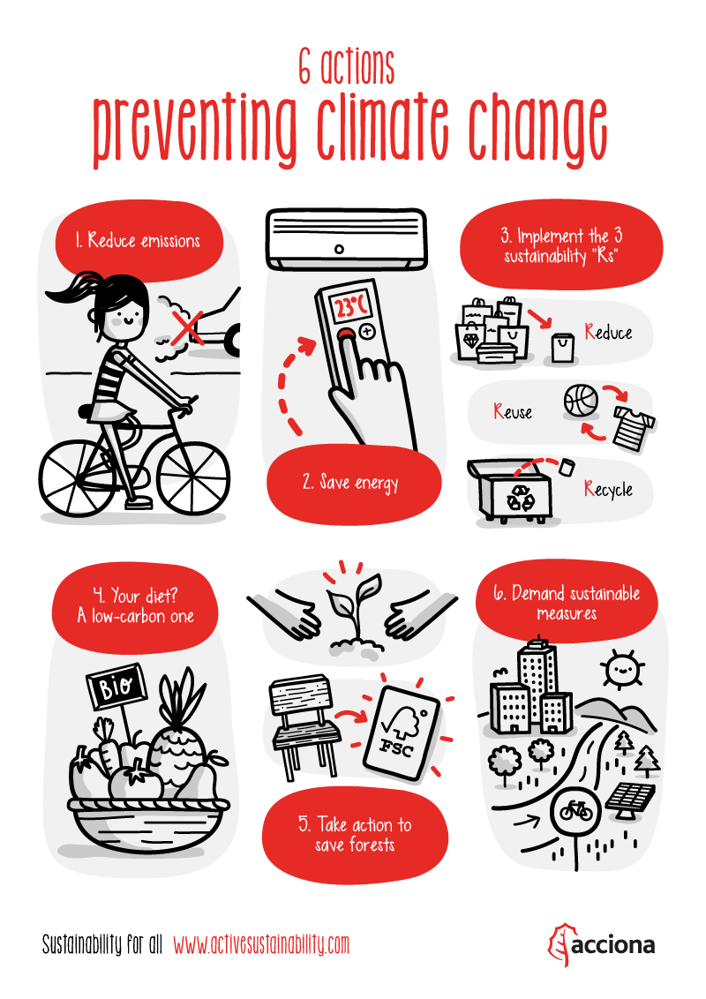 6 actions
preventing climate change
1. Reduce emissions
23°C
+
2. Save energy
3. Implement the 3
sustainability "Rs"
Reduce
Reuse
Recycle
4. Your diet?
A low-carbon one
Bio
FSC
5. Take action to
save forests
6. Demand sustainable
measures
Sustainability for all www.activesustainability.com
acciona